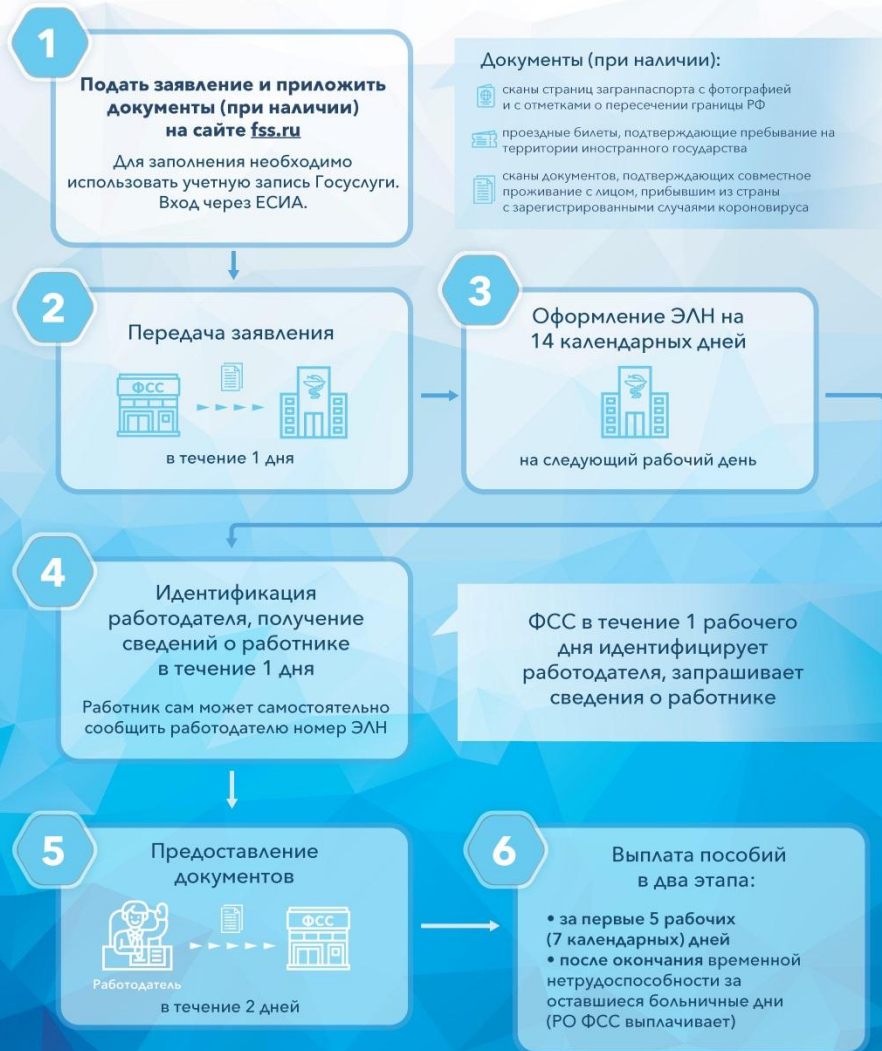 1
Подать заявление и приложить
документы (при наличии)
на сайте fss.ru
Для заполнения необходимо
использовать учетную запись Госуслуги.
Вход через ЕСИА.
Документы (при наличии):
сканы страниц загранпаспорта с фотографией
и с отметками о пересечении границы РФ
проездные билеты, подтверждающие пребывание на
территории иностранного государства
сканы документов, подтверждающих совместное
проживание с лицом, прибывшим из страны
с зарегистрированными случаями короновируса
2
Передача заявления
ФСС
в течение 1 дня
3
Оформление ЭЛН на
14 календарных дней
на следующий рабочий день
4
Идентификация
работодателя, получение
сведений о работнике
в течение 1 дня
Работник сам может самостоятельно
сообщить работодателю номер ЭЛН
ФСС в течение 1 рабочего
дня идентифицирует
работодателя, запрашивает
сведения о работнике
5
Предоставление
документов
ФСС
Работодатель
в течение 2 дней
6
Выплата пособий
в два этапа:
• за первые 5 рабочих
(7 календарных) дней
• после окончания временной
нетрудоспособности за
оставшиеся больничные дни
(РО ФСС выплачивает)